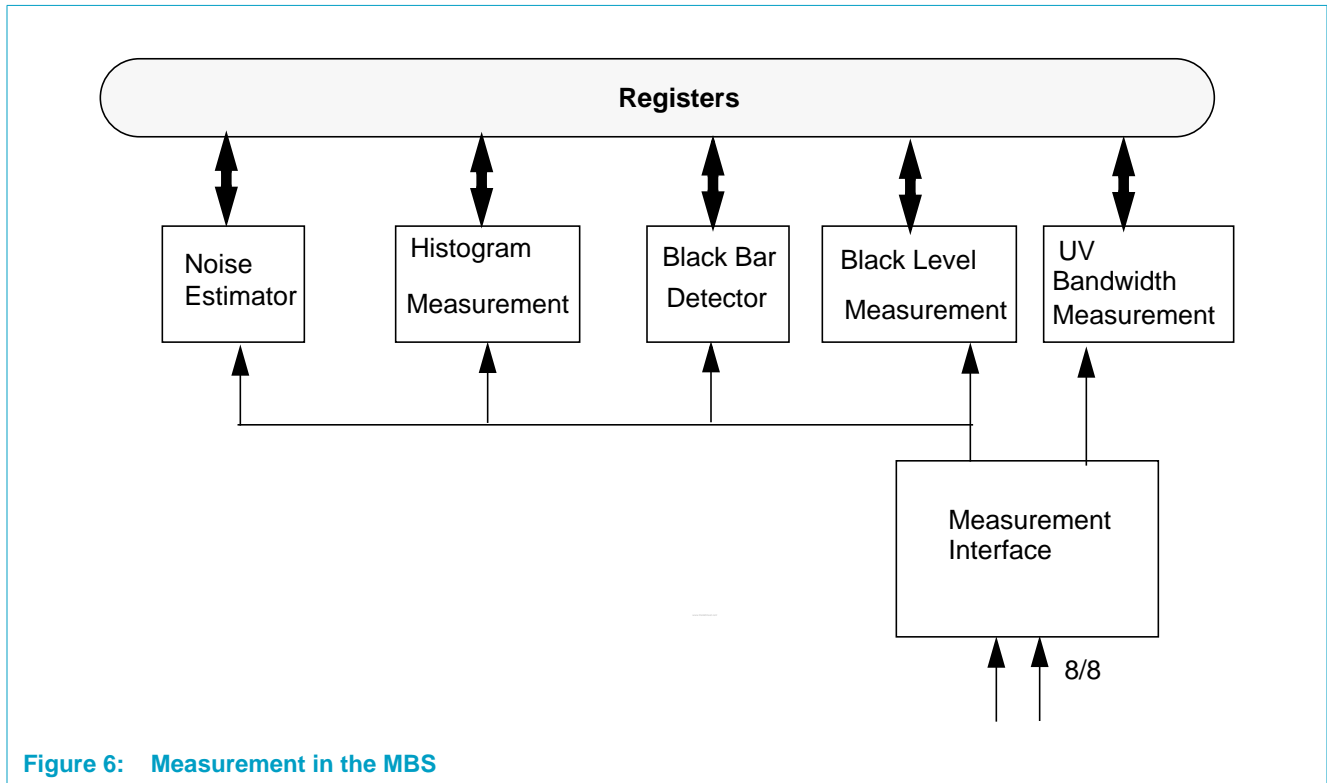 Registers
Noise
Estimator
Histogram
Measurement
Black Bar
Detector
Black Level
Measurement
UV
Bandwidth
Measurement
Measurement
Interface
8/8
Figure 6: Measurement in the MBS